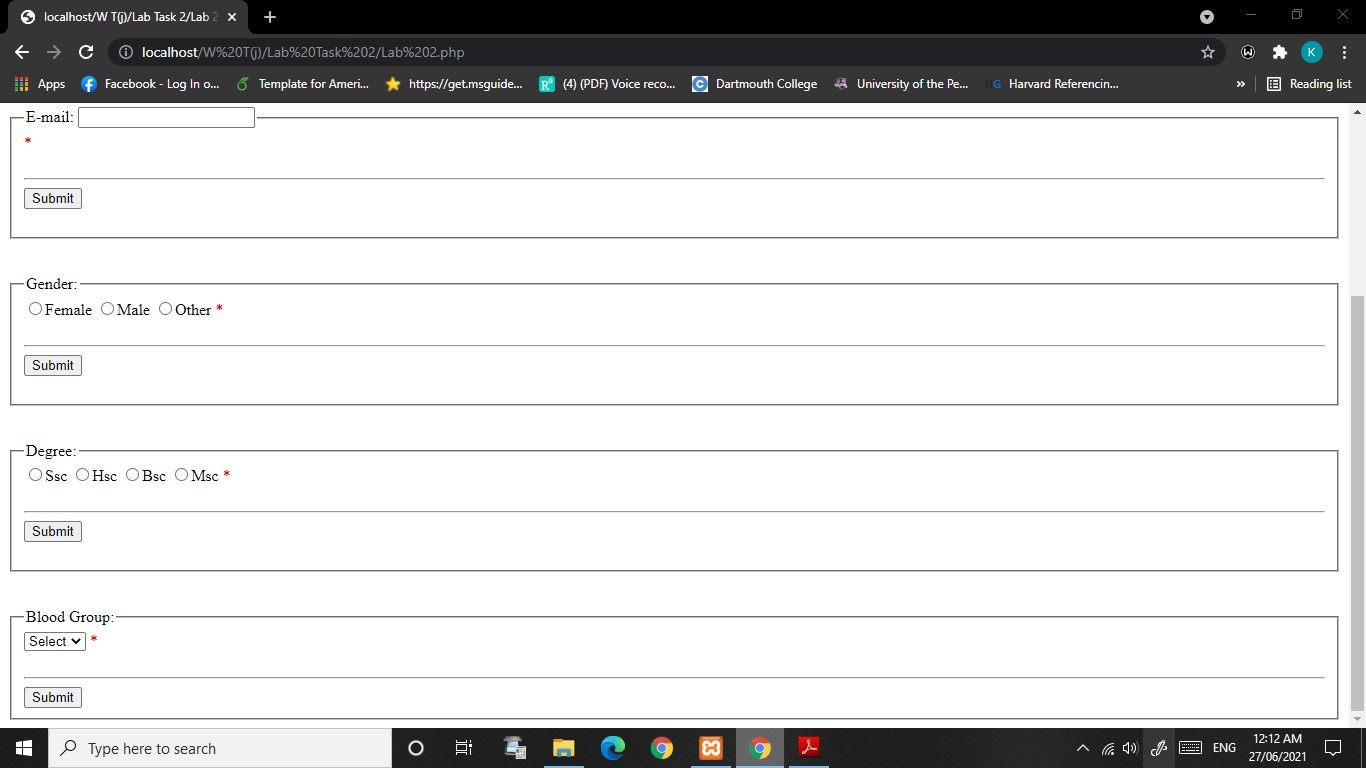 localhost/W T(j)/Lab Task 2/Lab 2
localhost/W%20T(j)/Lab%20Task%202/Lab%202.php
K
Apps Facebook - Log In o... Template for Ameri... https://get.msguide... R⁶ (4) (PDF) Voice reco... C Dartmouth College University of the Pe... HG Harvard Referencin... » Reading list
E-mail:
*
Submit
Gender:
Female Male Other *
Submit
Degree:
Ssc Hsc Bsc Msc *
Submit
Blood Group:
Select *
Submit
Type here to search
ENG
12:12 AM
27/06/2021